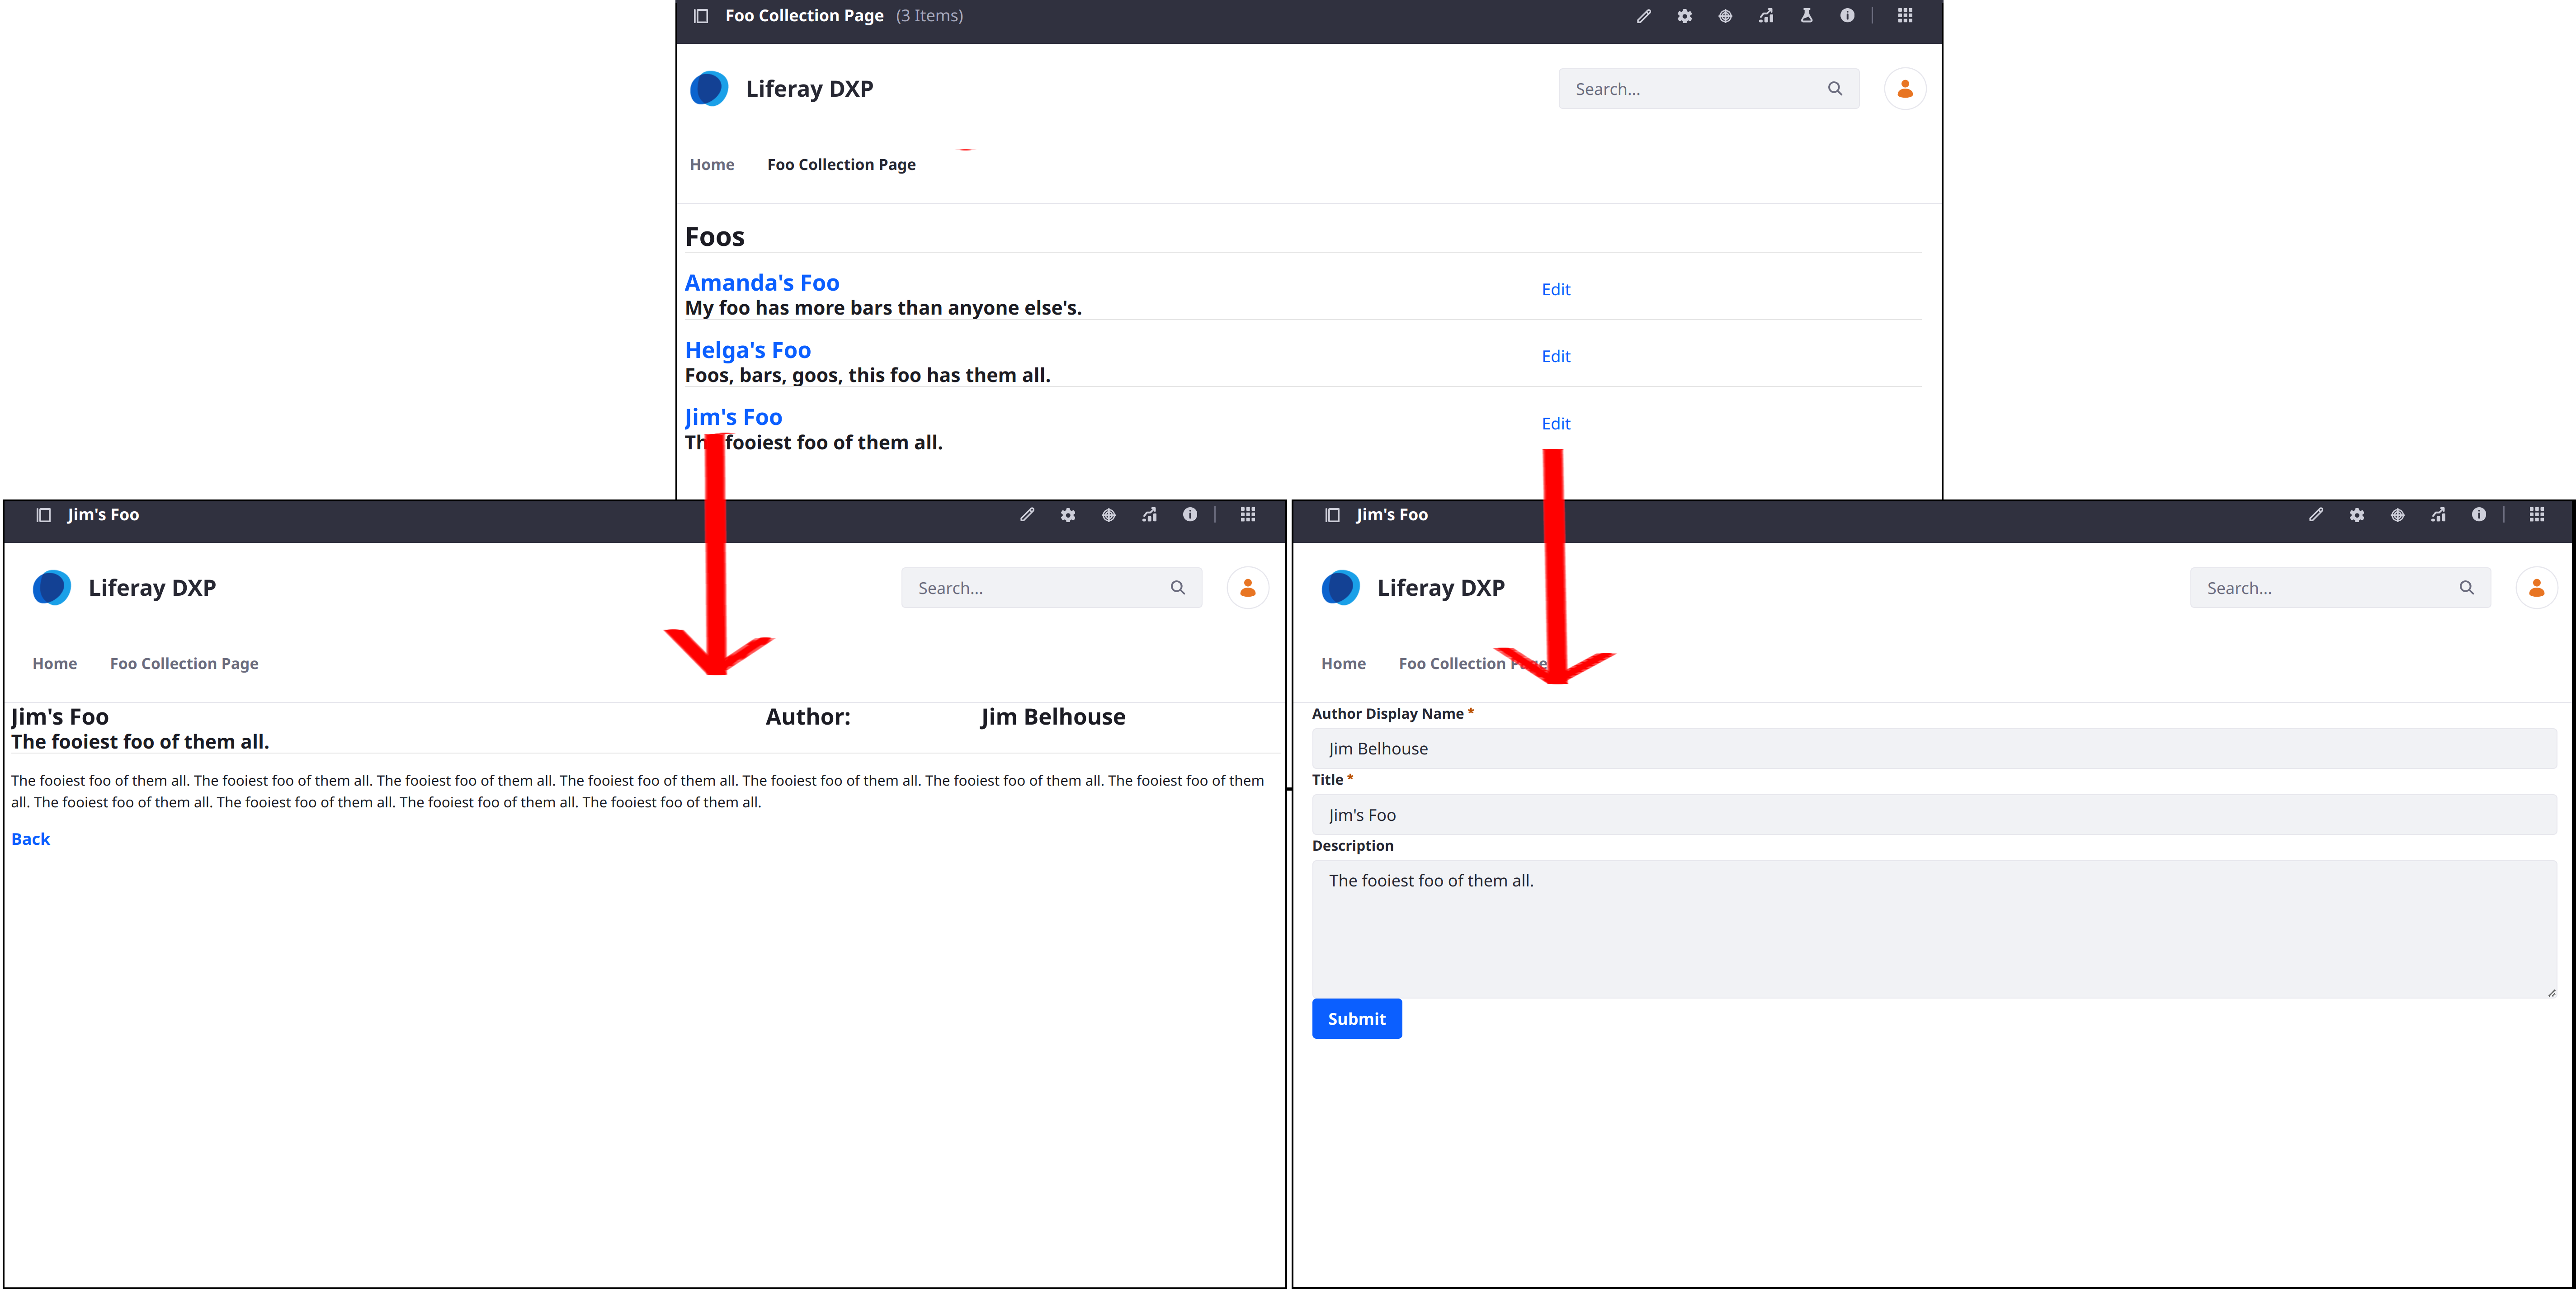 Foo Collection Page (3 Items)
Liferay DXP
Search...
Home Foo Collection Page
Foos
Amanda's Foo
Edit
My foo has more bars than anyone else's.
Helga's Foo
Edit
Foos, bars, goos, this foo has them all.
Jim's Foo
Edit
The fooiest foo of them all.
Jim's Foo
Liferay DXP
Search...
Home Foo Collection Page
Jim's Foo Author: Jim Belhouse
The fooiest foo of them all.
The fooiest foo of them all. The fooiest foo of them all. The fooiest foo of them all. The fooiest foo of them all. The fooiest foo of them all. The fooiest foo of them all. The fooiest foo of them
all. The fooiest foo of them all. The fooiest foo of them all. The fooiest foo of them all. The fooiest foo of them all.
Back
Jim's Foo
Liferay DXP
Search...
Home Foo Collection Page
Author Display Name *
Jim Belhouse
Title *
Jim's Foo
Description
The fooiest foo of them all.
Submit